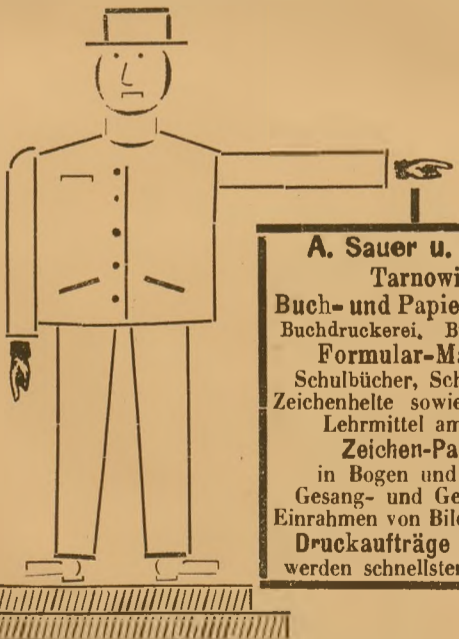 A. Sauer u.
Tarnowi
Buch- und Papie
Buchdruckerei, B
Formular-Ma
Schulbücher, Sch
Zeichenhefte sowie
Lehrmittel am
Zeichen-Pa
in Bogen und
Gesang- und Ge
Einrahmen von Bil
Druckaufträge
werden schnellsten